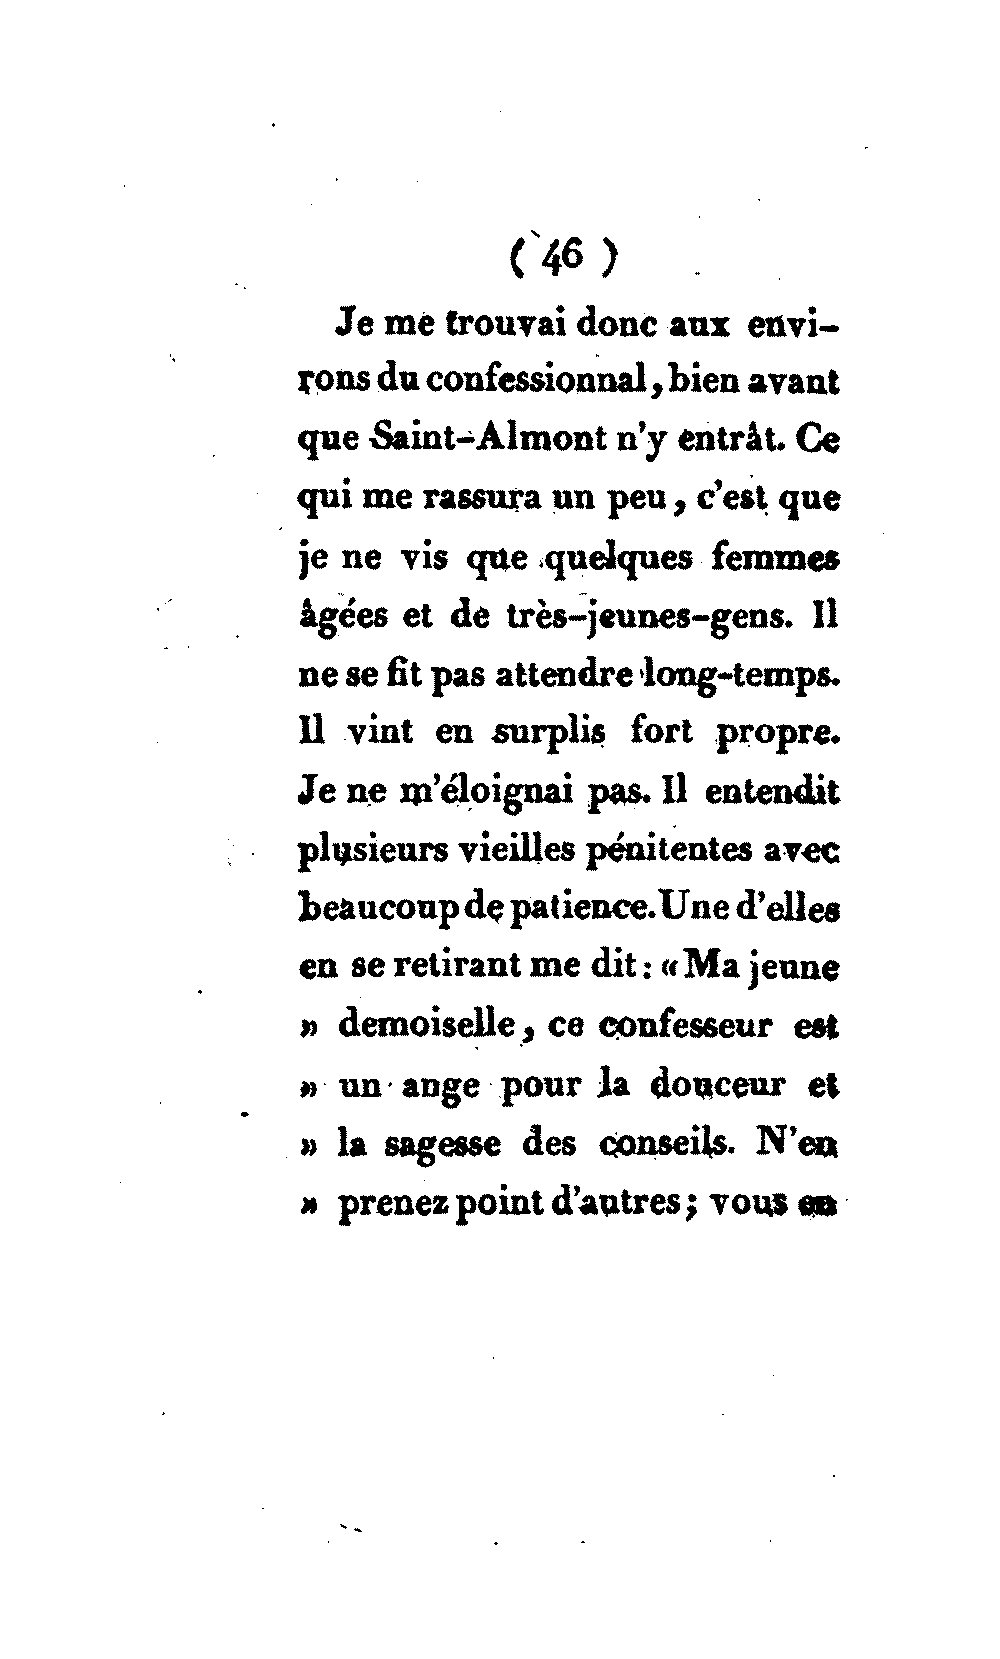 ( 46 )
Je me trouvai donc aux envi-
rons du confessionnal, bien avant
que Saint-Almont n'y entrât. Ce
qui me rassura un peu, c'est que
je ne vis que quelques femmes
âgées et de très-jeunes-gens. Il
ne se fit pas attendre long-temps.
Il vint en surplis fort propre.
Je ne m'éloignai pas. Il entendit
plusieurs vieilles pénitentes avec
beaucoup de patience. Une d'elles
en se retirant me dit : « Ma jeune
» demoiselle, ce confesseur est
» un ange pour la douceur et
» la sagesse des conseils. N'en
» prenez point d'autres; vous en